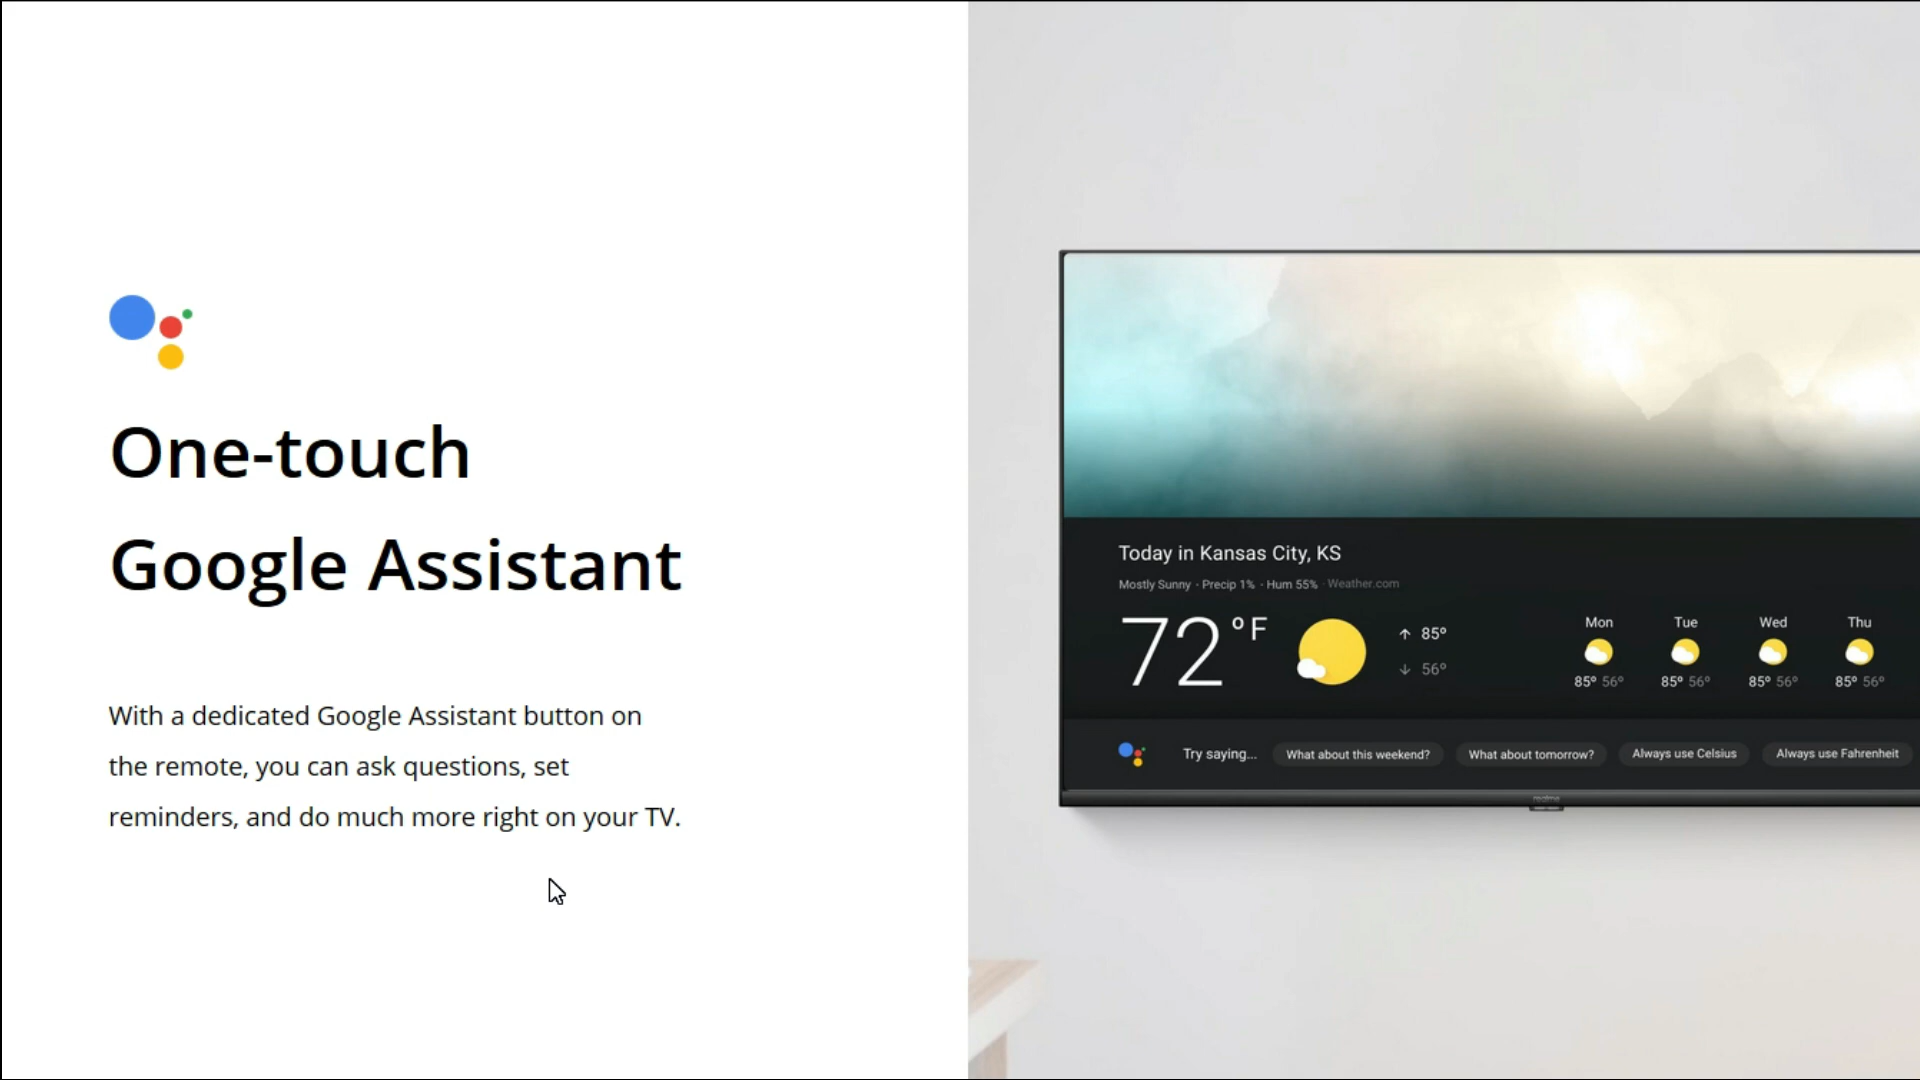 One-touch
Google Assistant
With a dedicated Google Assistant button on
the remote, you can ask questions, set
reminders, and do much more right on your TV.
Today in Kansas City, KS
Mostly Sunny · Precip 1% · Hum 55% · Weather.com
72 °F
↑ 85°
↓ 56°
Mon Tue Wed Thu
85° 56° 85° 56° 85° 56° 85° 56°
Try saying... What about this weekend? What about tomorrow? Always use Celsius Always use Fahrenheit
realme